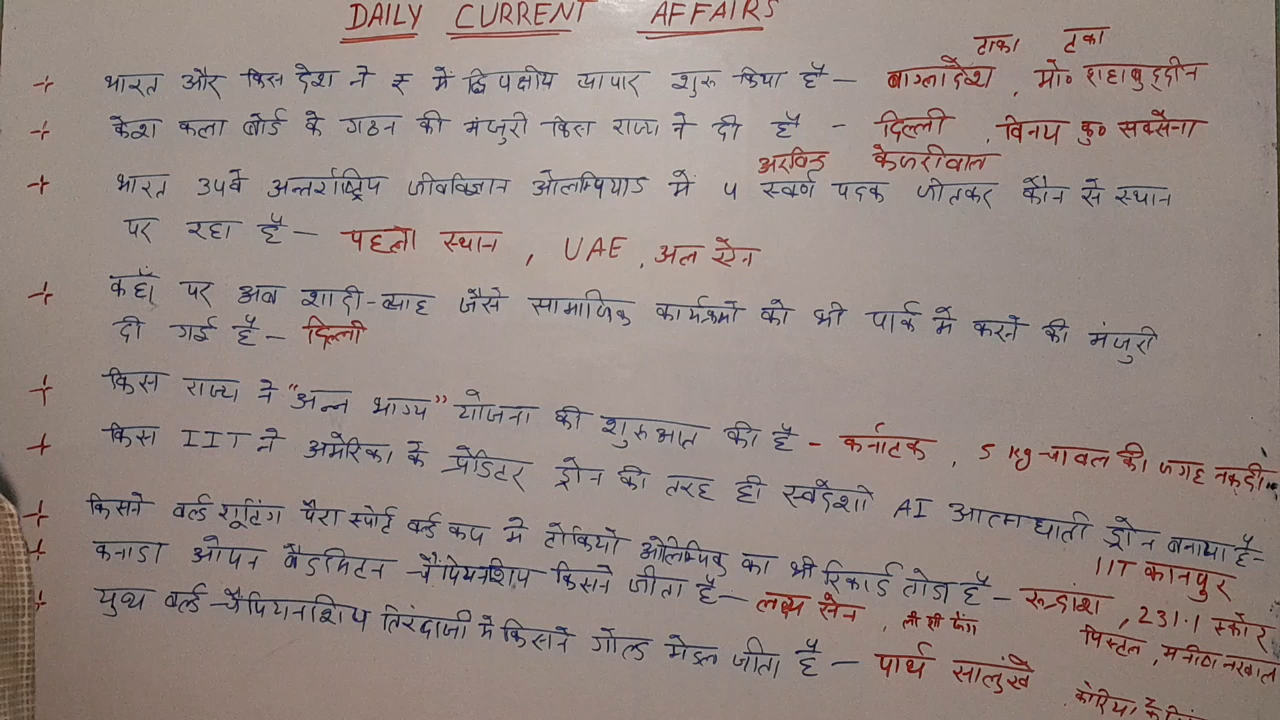 DAILY CURRENT AFFAIRS
टाका टका
+ भारत और किस देश ने ₹ में द्विपक्षीय व्यापार शुरू किया है - बाग्लादेश, मो० शहाबुद्दीन
+ केश कला बोर्ड के गठन की मंजुरी किस राज्य ने दी है - दिल्ली, विनय कु० सक्सेना
अरविन्द केजरीवाल
+ भारत 34वें अन्तर्राष्ट्रिय जीवविज्ञान ओलम्पियाड में 4 स्वर्ण पदक जीतकर कौन से स्थान
पर रहा है - पहला स्थान, UAE, अल ऐन
+ कहाँ पर अब शादी-ब्याह जैसे सामाजिक कार्यक्रमों को भी पार्क में करने की मंजुरी
दी गई है - दिल्ली
+ किस राज्य ने "अन्न भाग्य" योजना की शुरुआत की है - कर्नाटक, 5 kg चावल की जगह नकदी
+ किस IIT ने अमेरिका के प्रेडिटर ड्रोन की तरह ही स्वदेशी AI आत्मघाती ड्रोन बनाया है-
IIT कानपुर
+ किसने वर्ल्ड शूटिंग पैरा स्पोर्ट वर्ल्ड कप में टोकियो ओलिम्पिक का भी रिकार्ड तोड़ा है - रूद्रांश, 231.1 स्कोर
पिस्टल, मनीष नरवाल
+ कनाडा ओपन बैडमिंटन चैंपियनशिप किसने जीता है - लक्ष्य सेन, ली सी फेंग
+ युथ वर्ल्ड चैंपियनशिप तिरंदाजी में किसने गोल्ड मेडल जीता है - पार्थ सालुंखे
कोरिया के